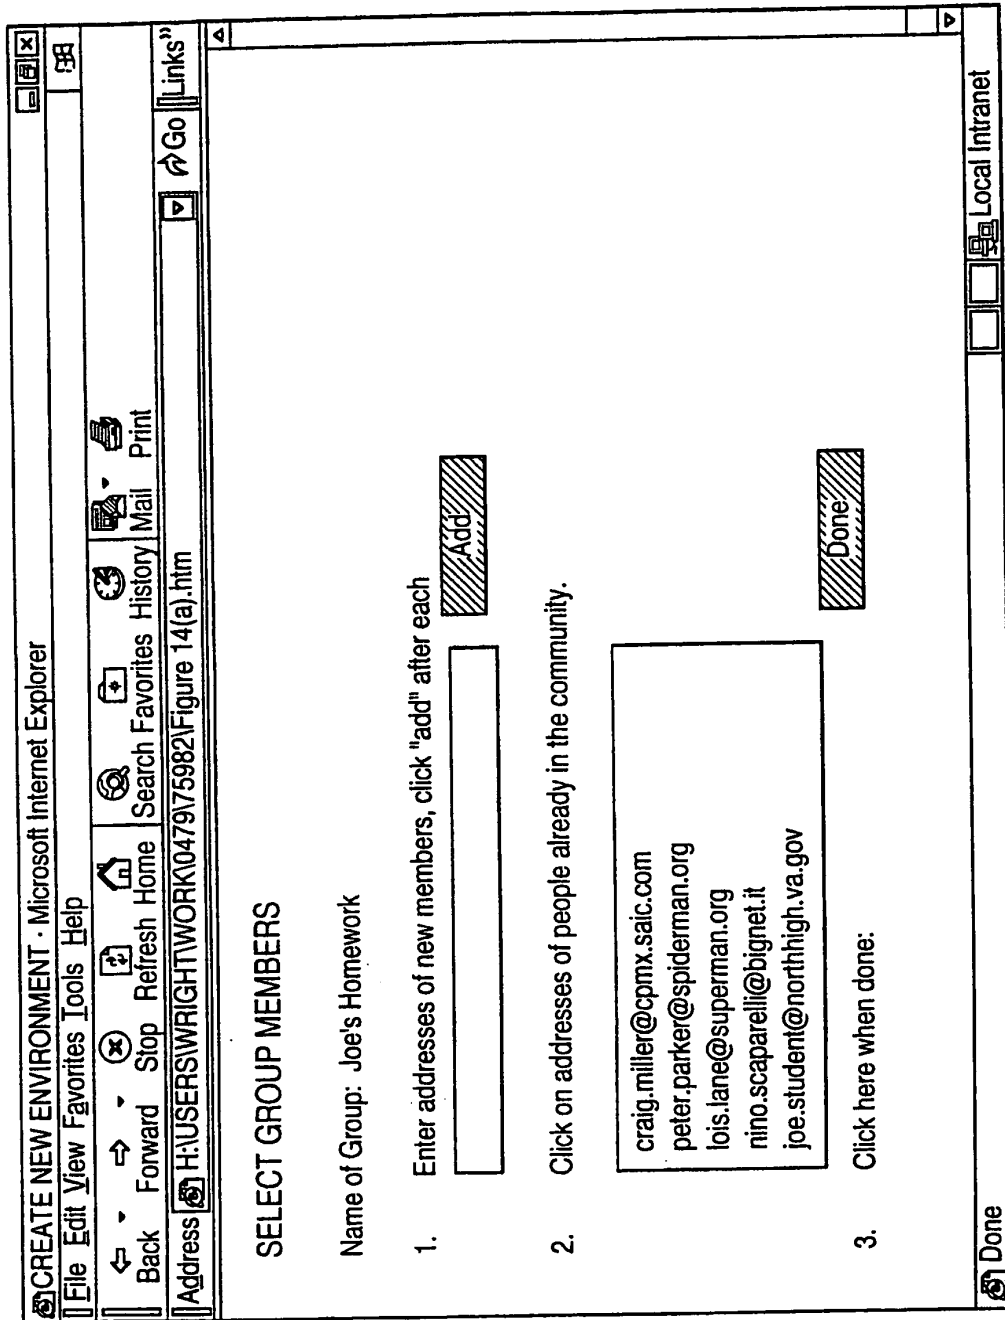 CREATE NEW ENVIRONMENT - Microsoft Internet Explorer
File Edit View Favorites Tools Help
Back Forward Stop Refresh Home Search Favorites History Mail Print
Address H:\USERS\WRIGHT\WORK\0479\75982\Figure 14(a).htm Go Links»
SELECT GROUP MEMBERS
Name of Group: Joe's Homework
1. Enter addresses of new members, click "add" after each
Add
2. Click on addresses of people already in the community.
craig.miller@cpmx.saic.com
peter.parker@spiderman.org
lois.lane@superman.org
nino.scaparelli@bignet.it
joe.student@northhigh.va.gov
3. Click here when done:
Done
Done Local Intranet